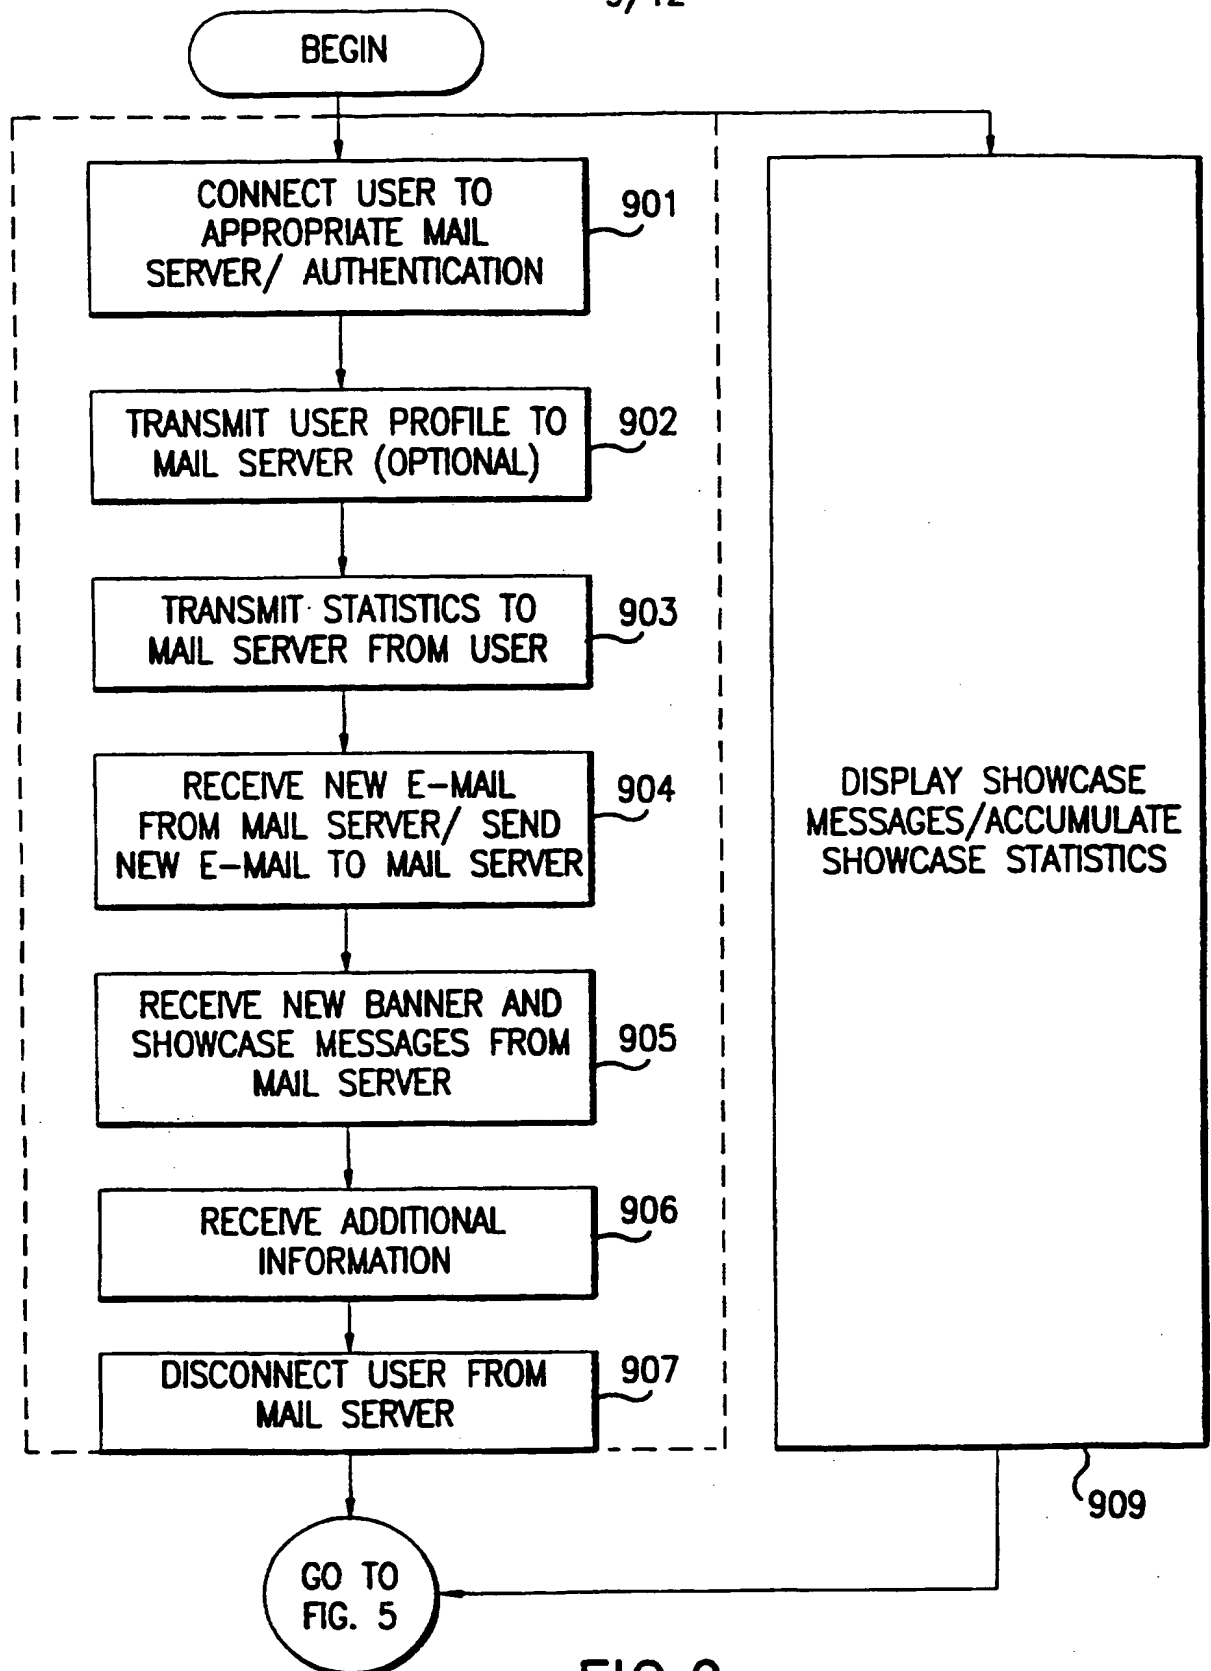 BEGIN
CONNECT USER TO
APPROPRIATE MAIL
SERVER/ AUTHENTICATION
901
TRANSMIT USER PROFILE TO
MAIL SERVER (OPTIONAL)
902
TRANSMIT STATISTICS TO
MAIL SERVER FROM USER
903
RECEIVE NEW E-MAIL
FROM MAIL SERVER/ SEND
NEW E-MAIL TO MAIL SERVER
904
RECEIVE NEW BANNER AND
SHOWCASE MESSAGES FROM
MAIL SERVER
905
RECEIVE ADDITIONAL
INFORMATION
906
DISCONNECT USER FROM
MAIL SERVER
907
DISPLAY SHOWCASE
MESSAGES/ACCUMULATE
SHOWCASE STATISTICS
909
GO TO
FIG. 5